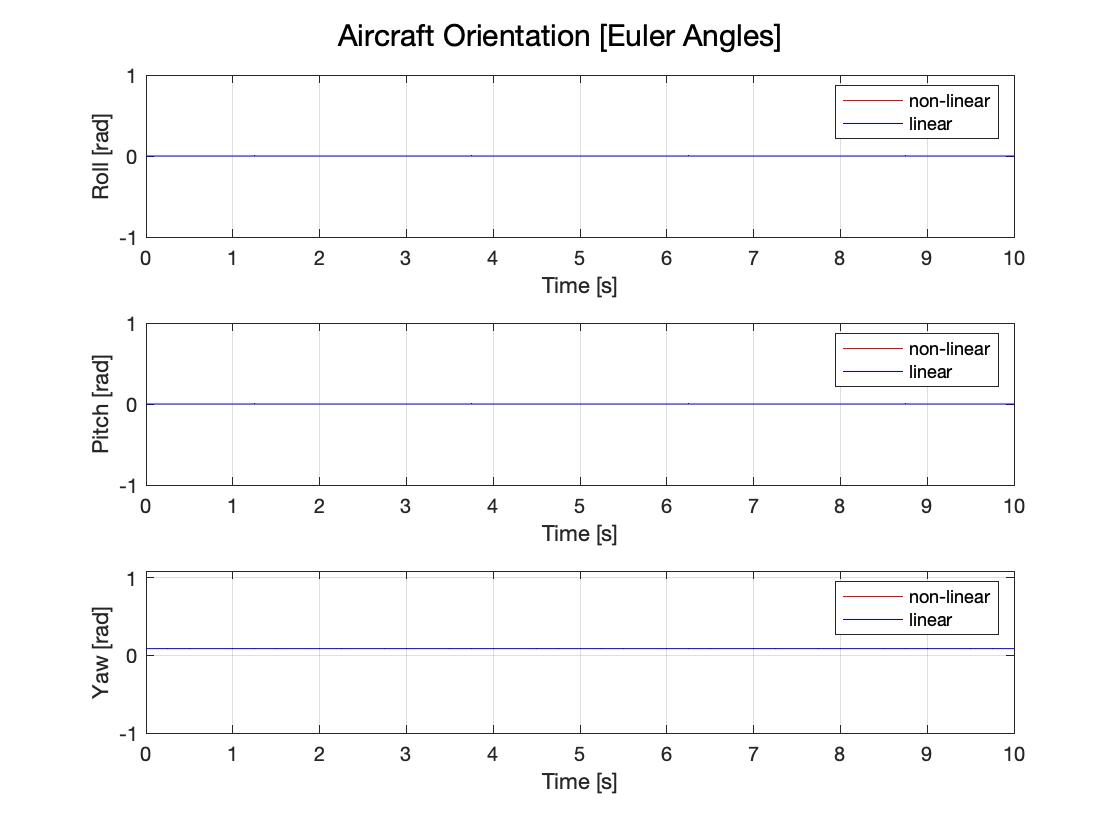 Aircraft Orientation [Euler Angles]
1
0
-1
Roll [rad]
non-linear
linear
0 1 2 3 4 5 6 7 8 9 10
Time [s]
1
0
-1
Pitch [rad]
non-linear
linear
0 1 2 3 4 5 6 7 8 9 10
Time [s]
1
0
-1
Yaw [rad]
non-linear
linear
0 1 2 3 4 5 6 7 8 9 10
Time [s]